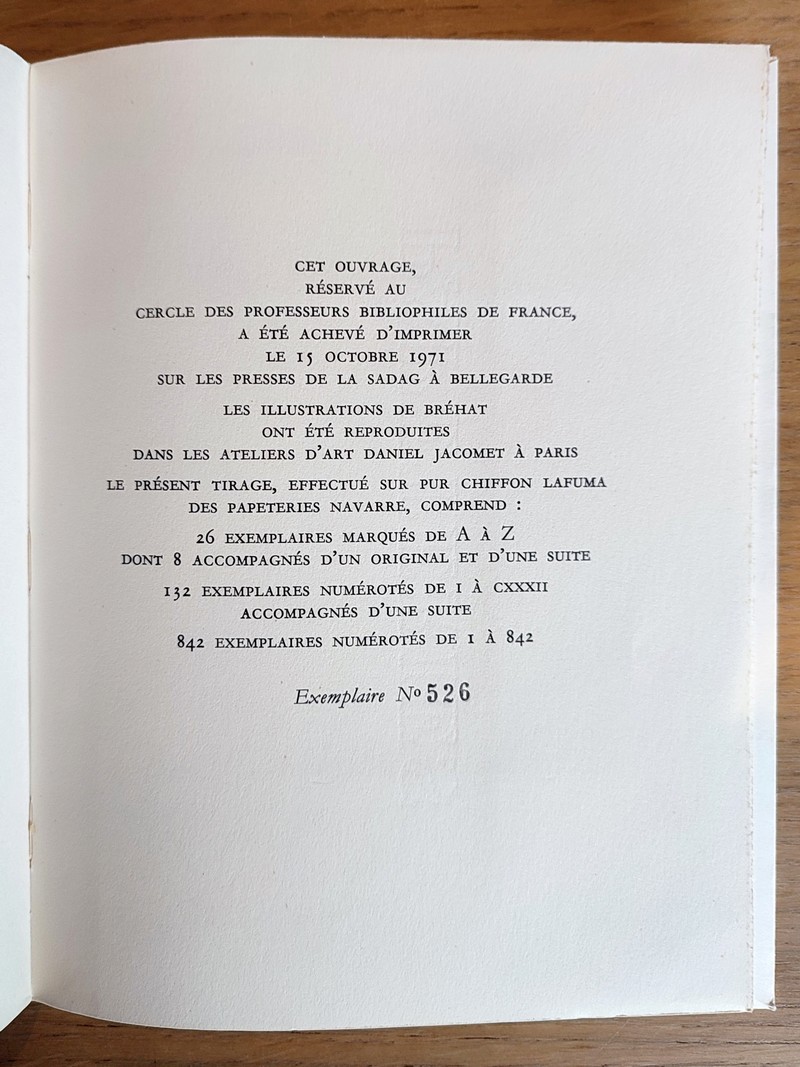 CET OUVRAGE,
RÉSERVÉ AU
CERCLE DES PROFESSEURS BIBLIOPHILES DE FRANCE,
A ÉTÉ ACHEVÉ D'IMPRIMER
LE 15 OCTOBRE 1971
SUR LES PRESSES DE LA SADAG À BELLEGARDE
LES ILLUSTRATIONS DE BRÉHAT
ONT ÉTÉ REPRODUITES
DANS LES ATELIERS D'ART DANIEL JACOMET À PARIS
LE PRÉSENT TIRAGE, EFFECTUÉ SUR PUR CHIFFON LAFUMA
DES PAPETERIES NAVARRE, COMPREND :
26 EXEMPLAIRES MARQUÉS DE A À Z
DONT 8 ACCOMPAGNÉS D'UN ORIGINAL ET D'UNE SUITE
132 EXEMPLAIRES NUMÉROTÉS DE I À CXXXII
ACCOMPAGNÉS D'UNE SUITE
842 EXEMPLAIRES NUMÉROTÉS DE 1 À 842
Exemplaire Nº 526